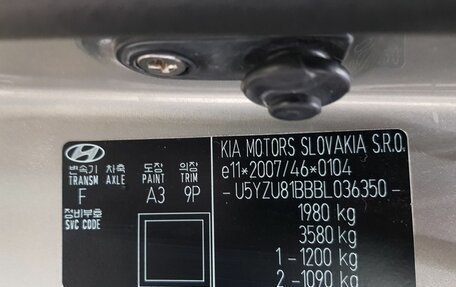 KIA MOTORS SLOVAKIA S.R.O.
e11*2007/46*0104
- U5YZU81BBBL036350 -
1980 kg
3580 kg
1 - 1200 kg
2 - 1090 kg
변속기 차축 도장 의장
TRANSM AXLE PAINT TRIM
F A3 9P
정비부호
SVC CODE